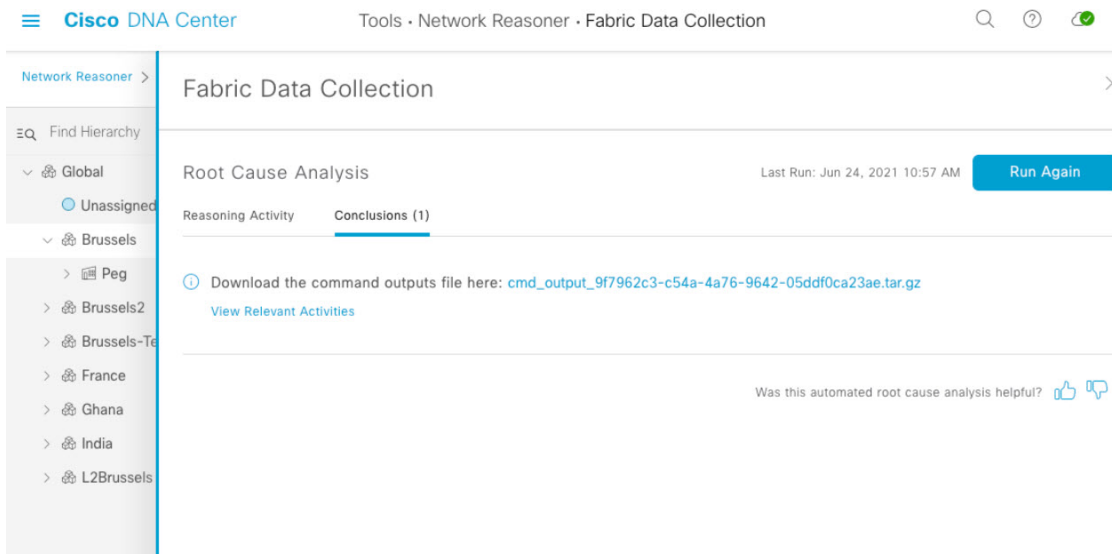 Cisco DNA Center
Tools · Network Reasoner · Fabric Data Collection
Network Reasoner >
Fabric Data Collection
Find Hierarchy
Global
Unassigned
Brussels
Peg
Brussels2
Brussels-Te
France
Ghana
India
L2Brussels
Root Cause Analysis
Last Run: Jun 24, 2021 10:57 AM
Run Again
Reasoning Activity
Conclusions (1)
Download the command outputs file here: cmd_output_9f7962c3-c54a-4a76-9642-05ddf0ca23ae.tar.gz
View Relevant Activities
Was this automated root cause analysis helpful?